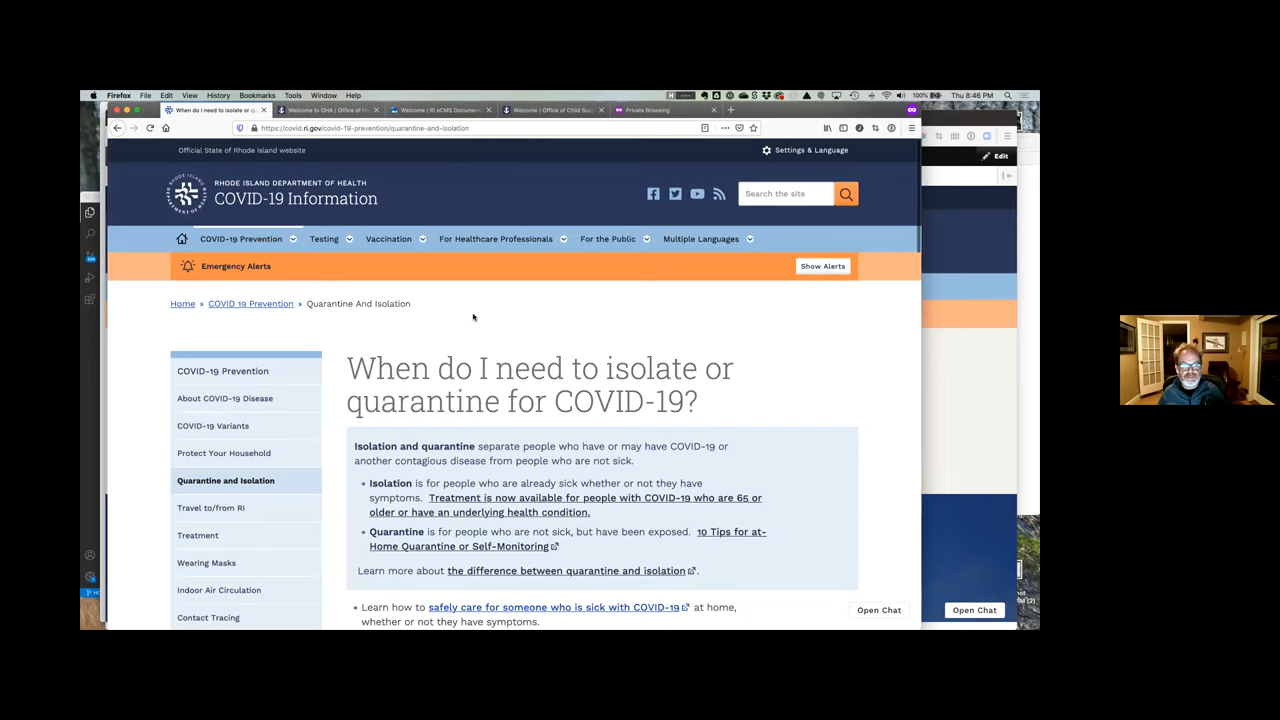 Firefox File Edit View History Bookmarks Tools Window Help
100% Thu 8:46 PM
When do I need to isolate or q
Welcome to DHA | Office of H
Welcome | RI eCMS Documen
Welcome | Office of Child Sup
Private Browsing
https://covid.ri.gov/covid-19-prevention/quarantine-and-isolation
Edit
Official State of Rhode Island website
Settings & Language
RHODE ISLAND DEPARTMENT OF HEALTH
COVID-19 Information
Search the site
COVID-19 Prevention Testing Vaccination For Healthcare Professionals For the Public Multiple Languages
Emergency Alerts
Show Alerts
Home » COVID 19 Prevention » Quarantine And Isolation
COVID-19 Prevention
About COVID-19 Disease
COVID-19 Variants
Protect Your Household
Quarantine and Isolation
Travel to/from RI
Treatment
Wearing Masks
Indoor Air Circulation
Contact Tracing
When do I need to isolate or
quarantine for COVID-19?
Isolation and quarantine separate people who have or may have COVID-19 or
another contagious disease from people who are not sick.
• Isolation is for people who are already sick whether or not they have
symptoms. Treatment is now available for people with COVID-19 who are 65 or
older or have an underlying health condition.
• Quarantine is for people who are not sick, but have been exposed. 10 Tips for at-
Home Quarantine or Self-Monitoring
Learn more about the difference between quarantine and isolation.
• Learn how to safely care for someone who is sick with COVID-19 at home,
whether or not they have symptoms.
Open Chat
Open Chat